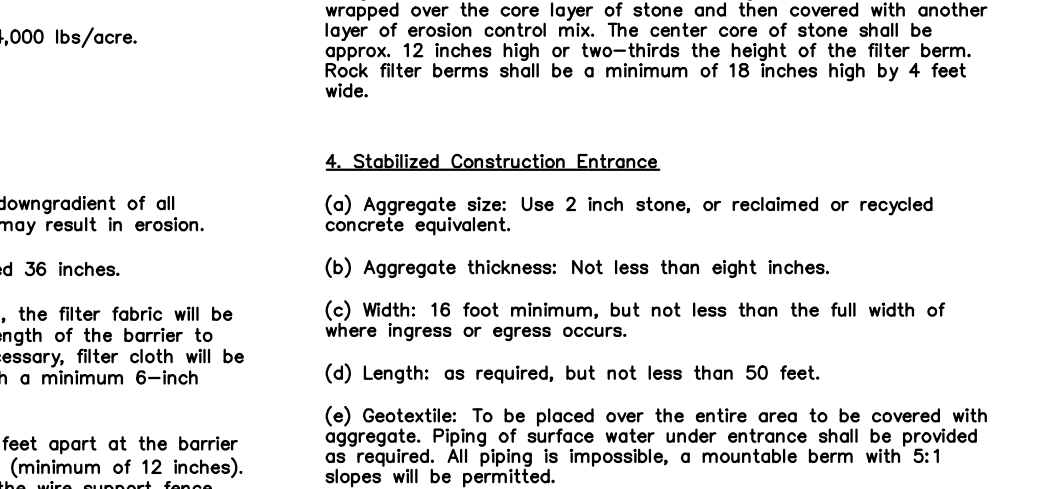 4,000 lbs/acre.
downgradient of all
may result in erosion.
36 inches.
, the filter fabric will be
of the barrier to
filter cloth will be
a minimum 6—inch
feet apart at the barrier
(minimum of 12 inches).
the wire support fence
wrapped over the core layer of stone and then covered with another
layer of erosion control mix. The center core of stone shall be
approx. 12 inches high or two—thirds the height of the filter berm.
Rock filter berms shall be a minimum of 18 inches high by 4 feet
wide.
4. Stabilized Construction Entrance
(a) Aggregate size: Use 2 inch stone, or reclaimed or recycled
concrete equivalent.
(b) Aggregate thickness: Not less than eight inches.
(c) Width: 16 foot minimum, but not less than the full width of
where ingress or egress occurs.
(d) Length: as required, but not less than 50 feet.
(e) Geotextile: To be placed over the entire area to be covered with
aggregate. Piping of surface water under entrance shall be provided
as required. All piping is impossible, a mountable berm with 5:1
slopes will be permitted.